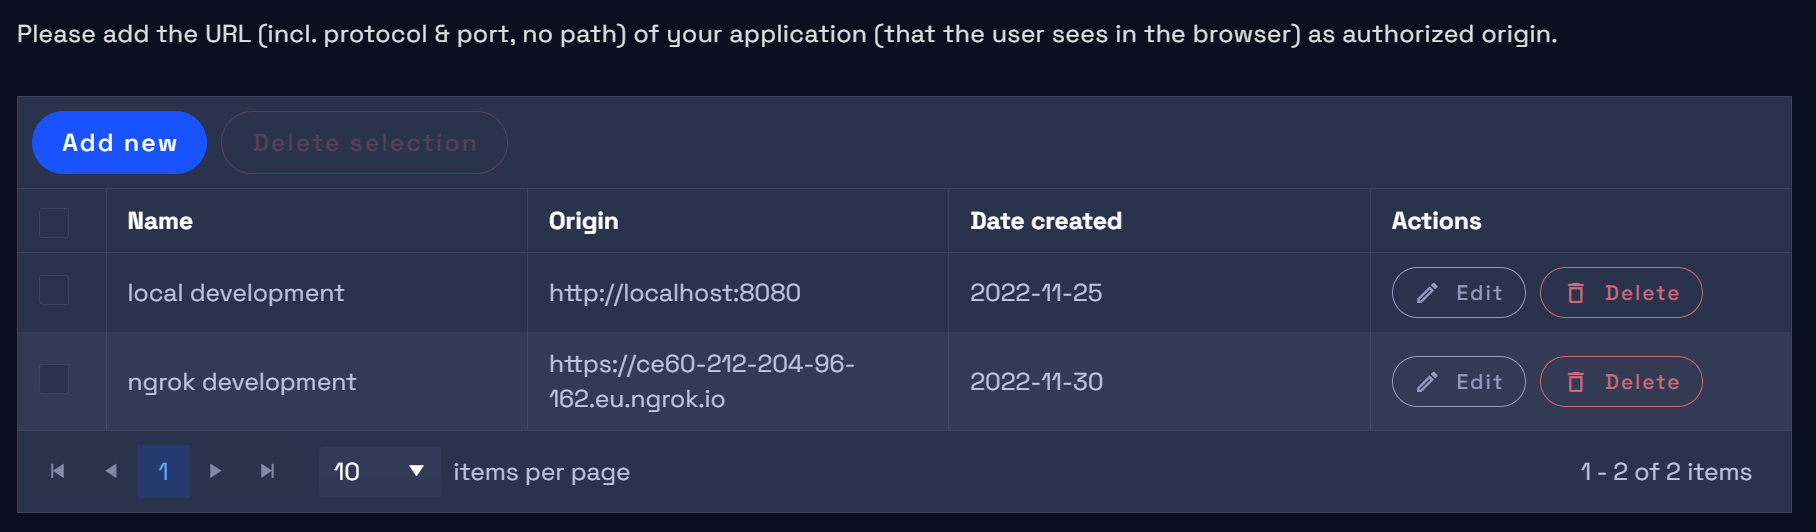 Please add the URL (incl. protocol & port, no path) of your application (that the user sees in the browser) as authorized origin.
Add new Delete selection
Name Origin Date created Actions
local development http://localhost:8080 2022-11-25 Edit Delete
ngrok development https://ce60-212-204-96-
162.eu.ngrok.io 2022-11-30 Edit Delete
1 10 items per page 1 - 2 of 2 items